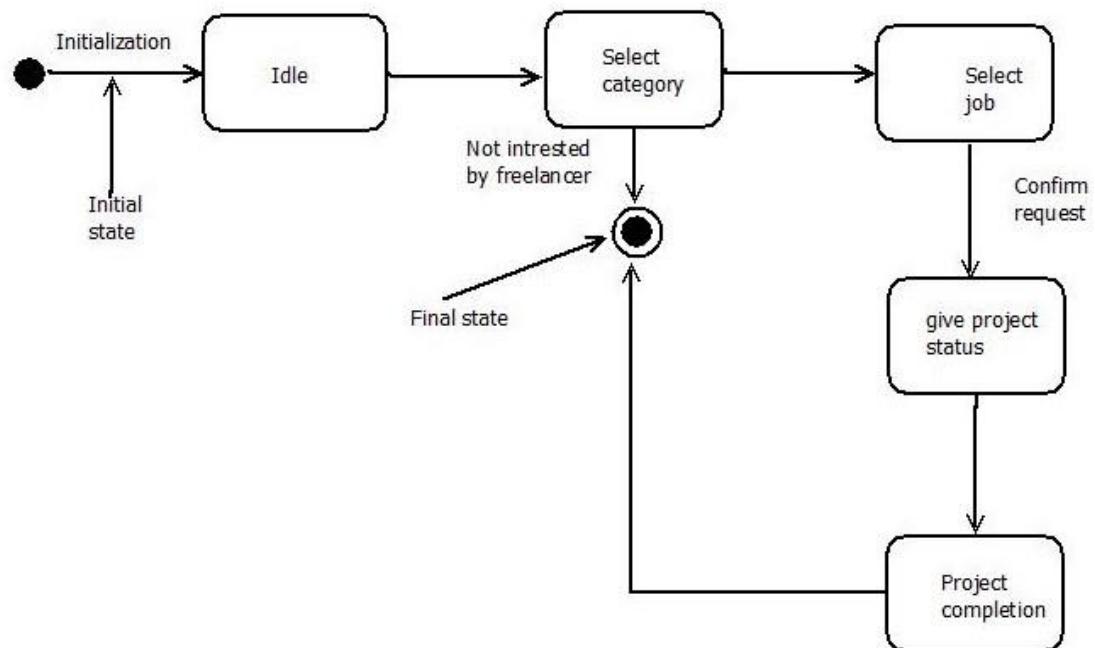 Initialization
Idle
Select
category
Select
job
Not intrested
by freelancer
Confirm
request
Initial
state
Final state
give project
status
Project
completion